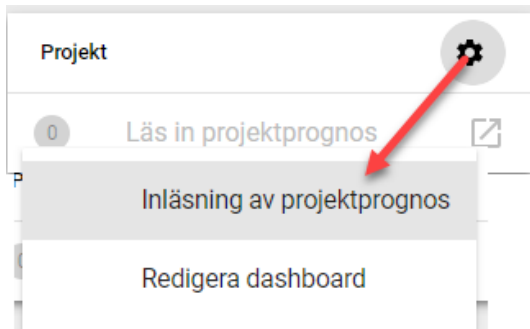 Projekt
0 Läs in projektprognos
P
Inläsning av projektprognos
Redigera dashboard